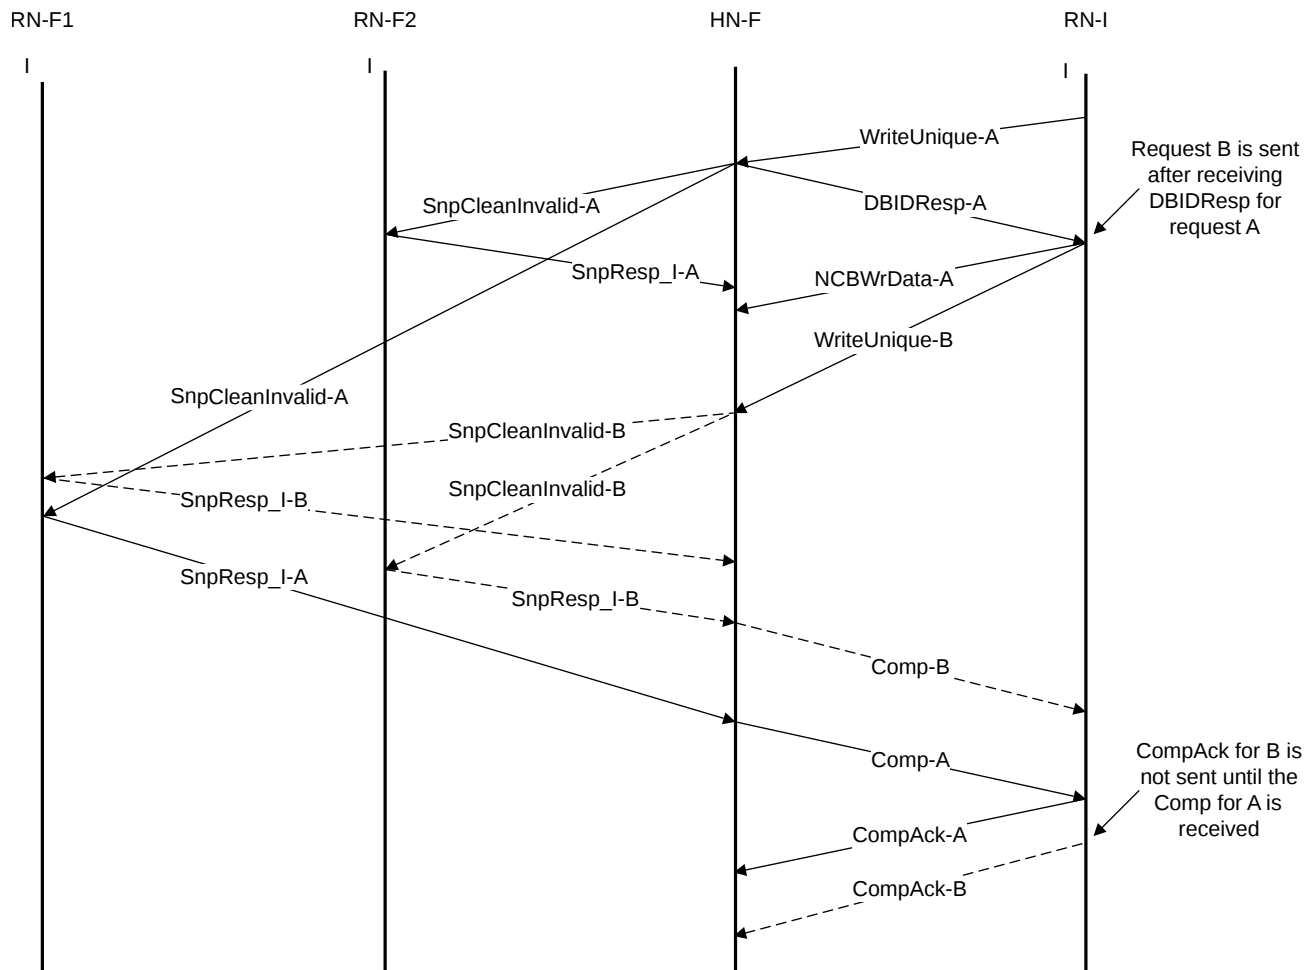 RN-F1
RN-F2
HN-F
RN-I
I
I
I
WriteUnique-A
Request B is sent
after receiving
DBIDResp for
request A
SnpCleanInvalid-A
DBIDResp-A
SnpResp_I-A
NCBWrData-A
WriteUnique-B
SnpCleanInvalid-A
SnpCleanInvalid-B
SnpCleanInvalid-B
SnpResp_I-B
SnpResp_I-A
SnpResp_I-B
Comp-B
Comp-A
CompAck for B is
not sent until the
Comp for A is
received
CompAck-A
CompAck-B